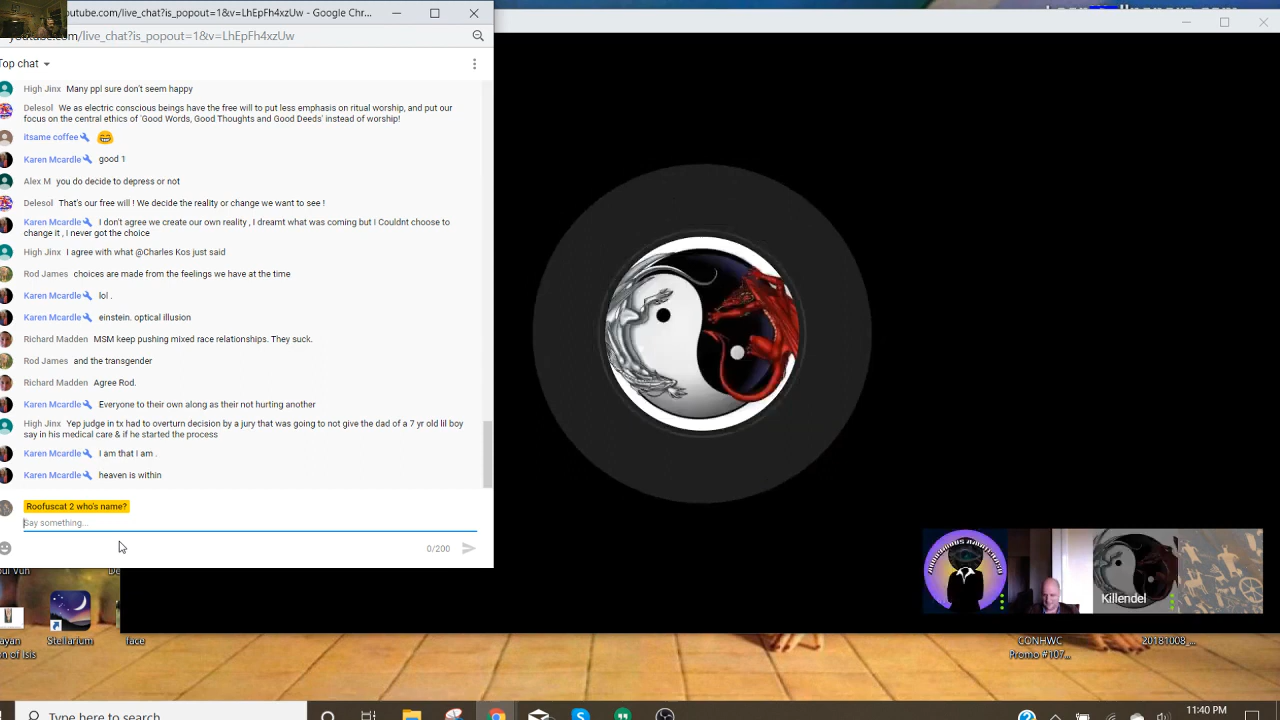 outube.com/live_chat?is_popout=1&v=LhEpFh4xzUw - Google Chr...
youtube.com/live_chat?is_popout=1&v=LhEpFh4xzUw
Top chat
High Jinx Many ppl sure don't seem happy
Delesol We as electric conscious beings have the free will to put less emphasis on ritual worship, and put our
focus on the central ethics of 'Good Words, Good Thoughts and Good Deeds' instead of worship!
itsame coffee
Karen Mcardle good 1
Alex M you do decide to depress or not
Delesol That's our free will ! We decide the reality or change we want to see !
Karen Mcardle I don't agree we create our own reality , I dreamt what was coming but I Couldnt choose to
change it , I never got the choice
High Jinx I agree with what @Charles Kos just said
Rod James choices are made from the feelings we have at the time
Karen Mcardle lol .
Karen Mcardle einstein. optical illusion
Richard Madden MSM keep pushing mixed race relationships. They suck.
Rod James and the transgender
Richard Madden Agree Rod.
Karen Mcardle Everyone to their own along as their not hurting another
High Jinx Yep judge in tx had to overturn decision by a jury that was going to not give the dad of a 7 yr old lil boy
say in his medical care & if he started the process
Karen Mcardle I am that I am .
Karen Mcardle heaven is within
Roofuscat 2 who's name?
Say something...
0/200
Killendel
Stellarium
face
ayan
on of Isis
CONHWC
Promo #107...
20181008_...
Type here to search
11:40 PM